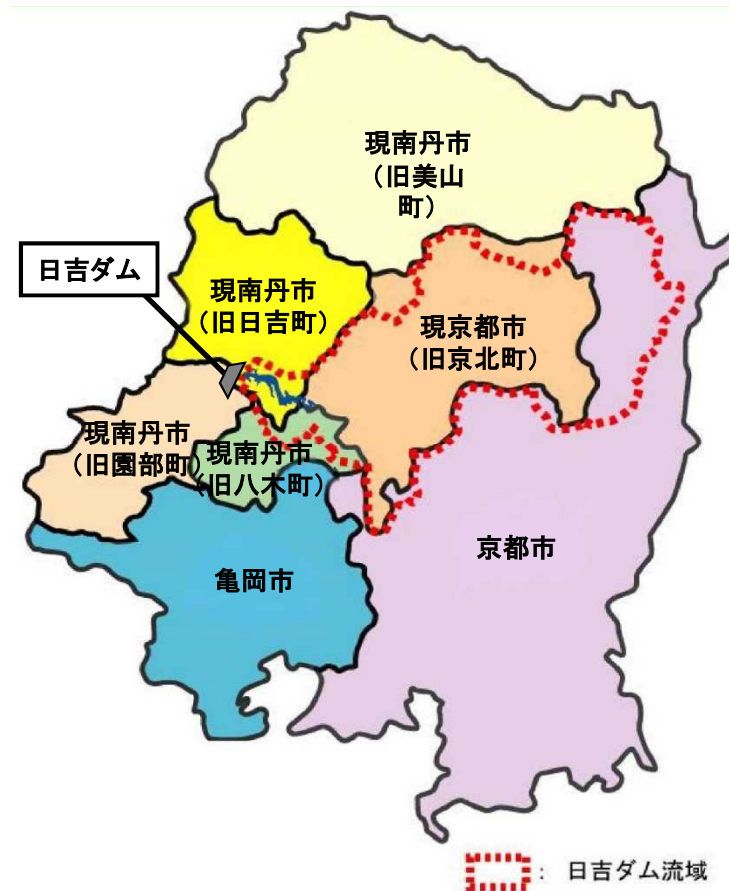 現南丹市
（旧美山
町）
日吉ダム
現南丹市
（旧日吉町）
現京都市
（旧京北町）
現南丹市
（旧園部町）
現南丹市
（旧八木町）
京都市
亀岡市
： 日吉ダム流域